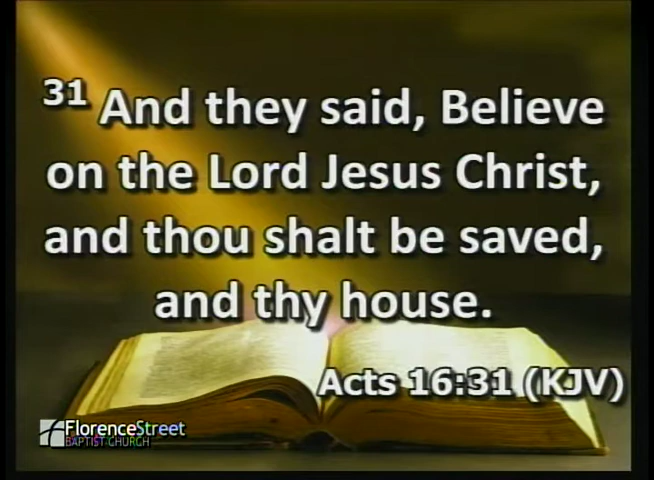 31 And they said, Believe
on the Lord Jesus Christ,
and thou shalt be saved,
and thy house.
Acts 16:31 (KJV)
FlorenceStreet
BAPTIST CHURCH